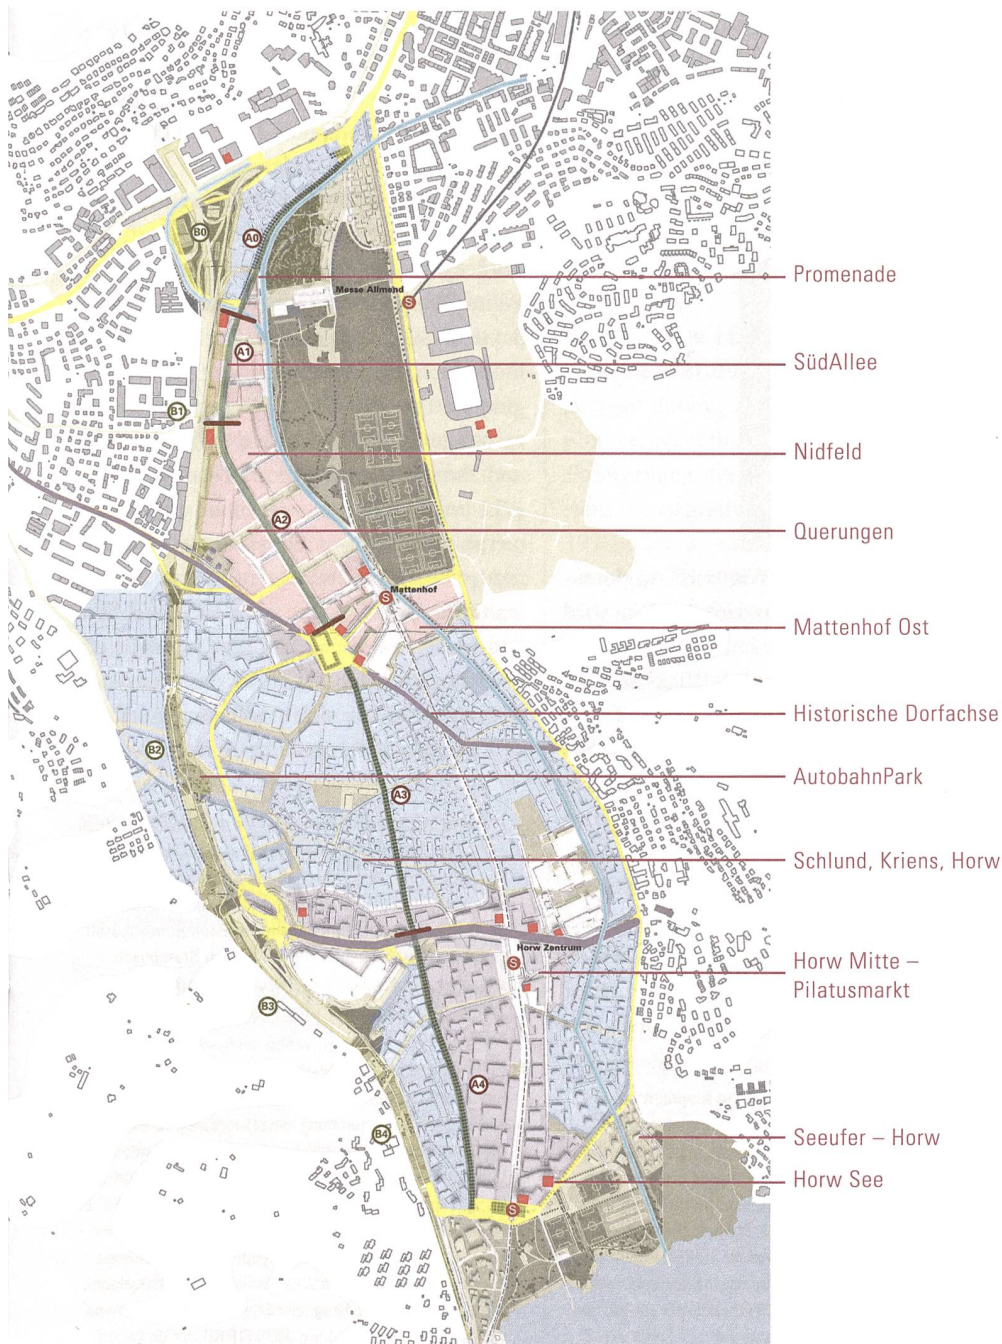 B0
A0
Promenade
Messe Allmend
S
SüdAllee
A1
B1
Nidfeld
A2
Querungen
Mattenhof
S
Mattenhof Ost
Historische Dorfachse
B2
AutobahnPark
A3
Schlund, Kriens, Horw
Horw Zentrum
S
Horw Mitte –
Pilatusmarkt
B3
A4
B4
Seeufer – Horw
Horw See
S